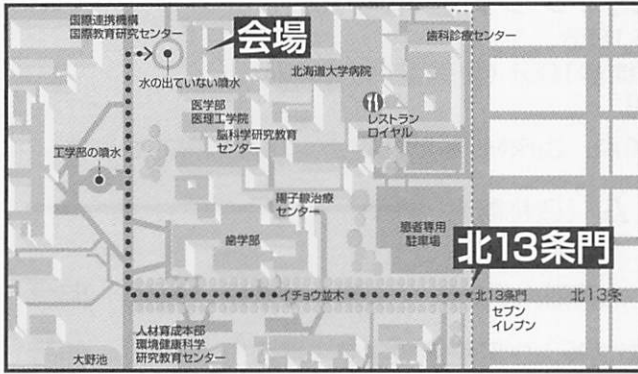 国際連携機構
国際教育研究センター
会場
歯科診療センター
水の出ていない噴水
北海道大学病院
医学部
医理工学院
脳科学研究教育
センター
レストラン
ロイヤル
工学部の噴水
陽子線治療
センター
歯学部
患者専用
駐車場
北13条門
イチョウ並木
北13条門
北13条
セブン
イレブン
人材育成本部
環境健康科学
研究教育センター
大野池